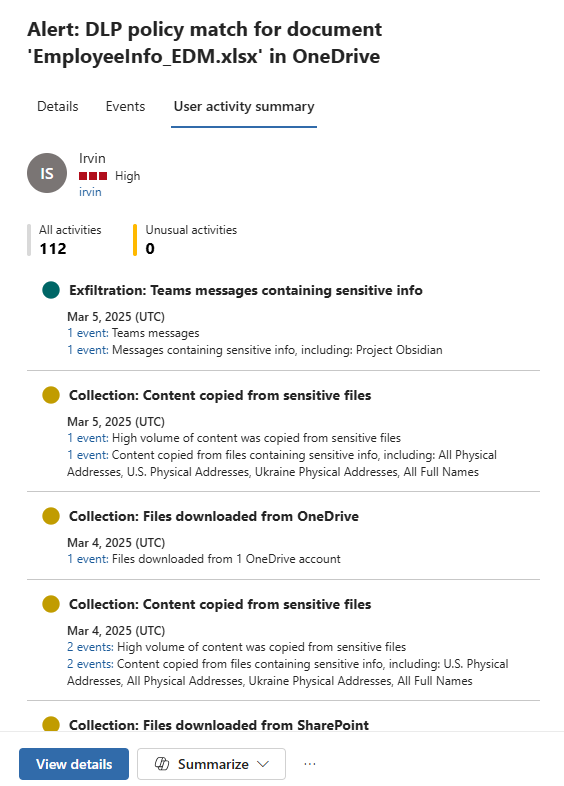 Alert: DLP policy match for document
'EmployeeInfo_EDM.xlsx' in OneDrive
Details Events User activity summary
IS
Irvin
High
irvin
All activities Unusual activities
112 0
Exfiltration: Teams messages containing sensitive info
Mar 5, 2025 (UTC)
1 event: Teams messages
1 event: Messages containing sensitive info, including: Project Obsidian
Collection: Content copied from sensitive files
Mar 5, 2025 (UTC)
1 event: High volume of content was copied from sensitive files
1 event: Content copied from files containing sensitive info, including: All Physical
Addresses, U.S. Physical Addresses, Ukraine Physical Addresses, All Full Names
Collection: Files downloaded from OneDrive
Mar 4, 2025 (UTC)
1 event: Files downloaded from 1 OneDrive account
Collection: Content copied from sensitive files
Mar 4, 2025 (UTC)
2 events: High volume of content was copied from sensitive files
2 events: Content copied from files containing sensitive info, including: U.S. Physical
Addresses, All Physical Addresses, Ukraine Physical Addresses, All Full Names
Collection: Files downloaded from SharePoint
View details Summarize ...